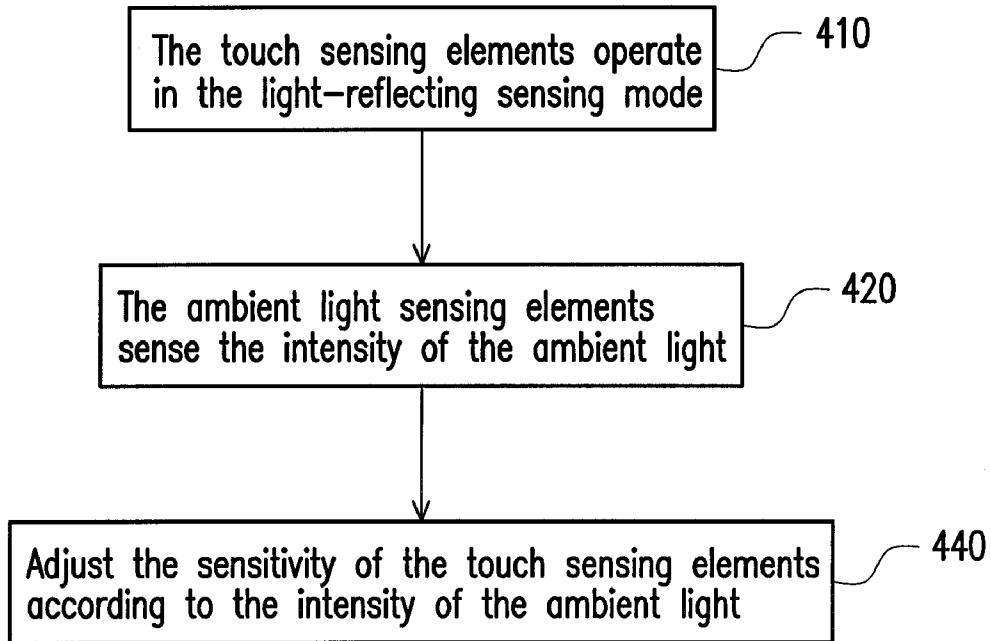 The touch sensing elements operate
in the light-reflecting sensing mode
410
The ambient light sensing elements
sense the intensity of the ambient light
420
Adjust the sensitivity of the touch sensing elements
according to the intensity of the ambient light
440